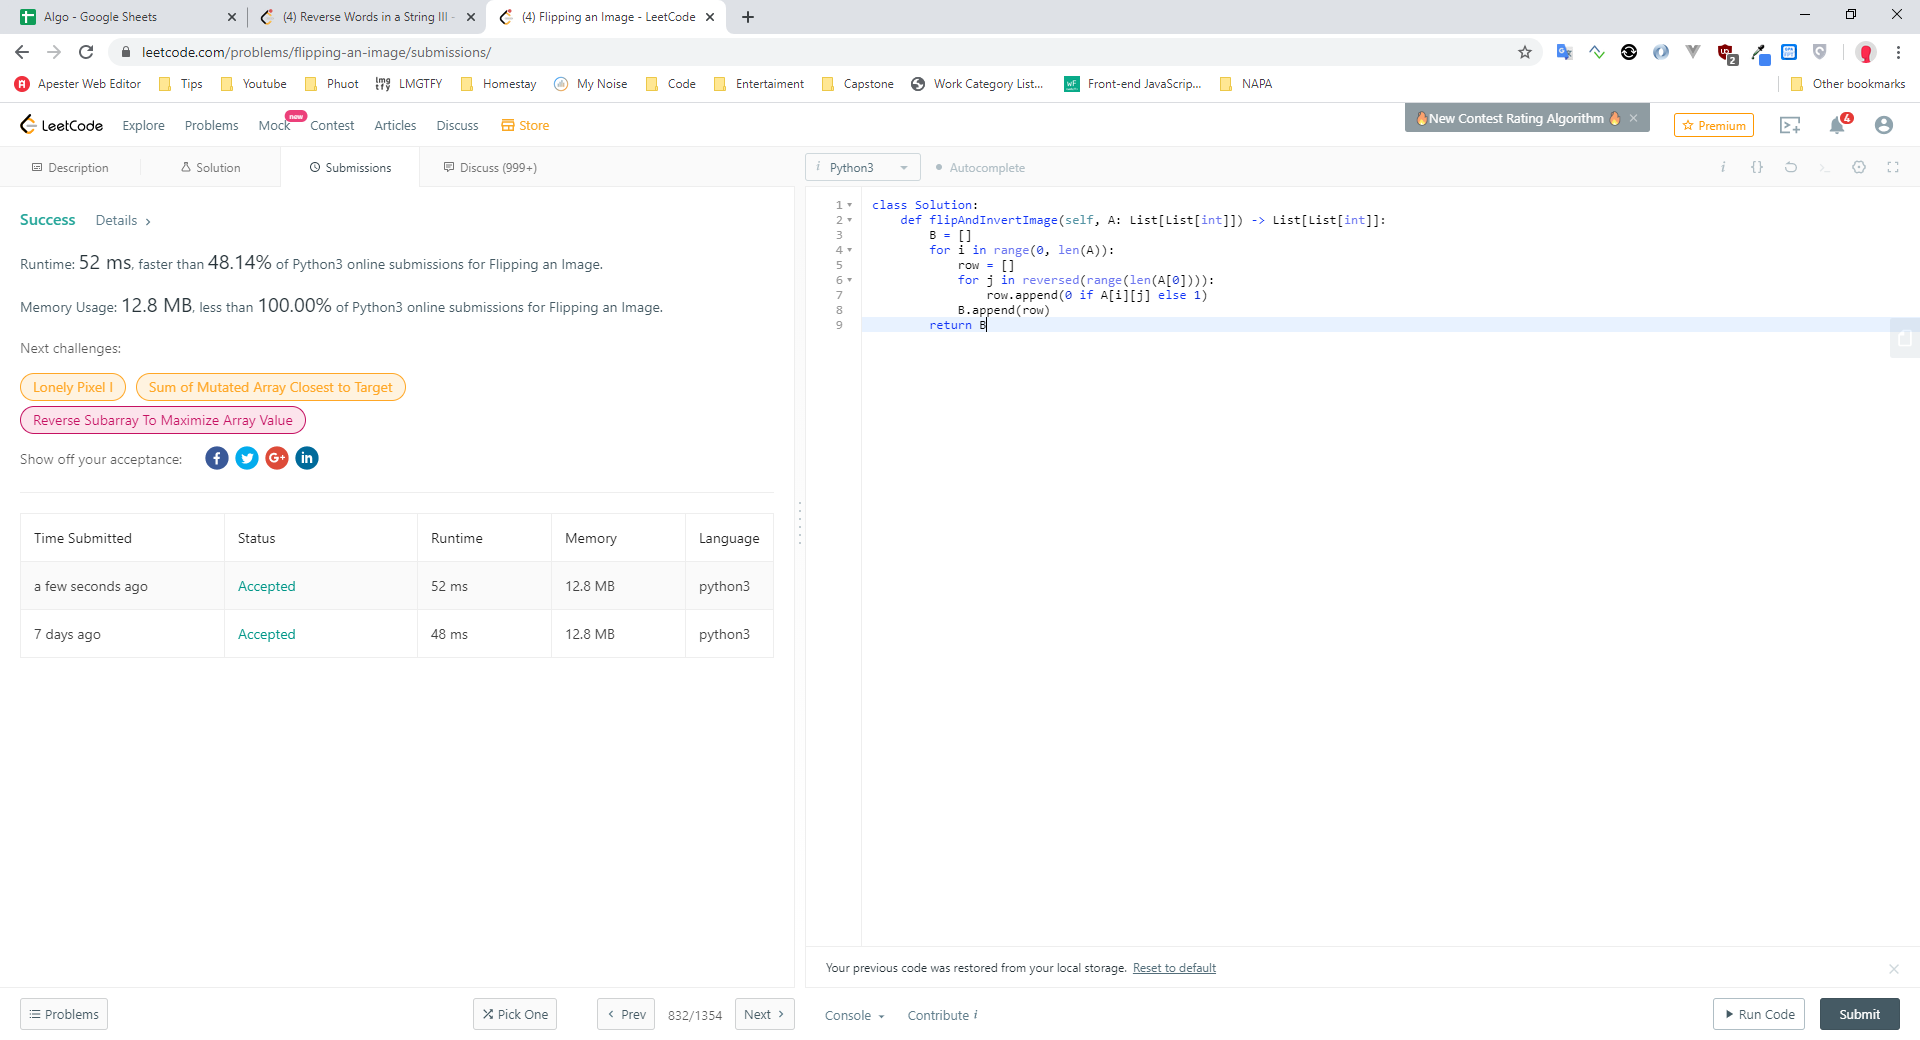 Algo - Google Sheets
(4) Reverse Words in a String III -
(4) Flipping an Image - LeetCode
leetcode.com/problems/flipping-an-image/submissions/
2
Apester Web Editor Tips Youtube Phuot LMGTFY Homestay My Noise Code Entertaiment Capstone Work Category List... Front-end JavaScrip... NAPA Other bookmarks
LeetCode Explore Problems Mock new Contest Articles Discuss Store
🔥New Contest Rating Algorithm 🔥 ×
Premium
4
Description Solution Submissions Discuss (999+)
i Python3 Autocomplete
i {}
Success Details >
Runtime: 52 ms, faster than 48.14% of Python3 online submissions for Flipping an Image.
Memory Usage: 12.8 MB, less than 100.00% of Python3 online submissions for Flipping an Image.
Next challenges:
Lonely Pixel I Sum of Mutated Array Closest to Target
Reverse Subarray To Maximize Array Value
Show off your acceptance: f G+ in
Time Submitted Status Runtime Memory Language
a few seconds ago Accepted 52 ms 12.8 MB python3
7 days ago Accepted 48 ms 12.8 MB python3
1 class Solution:
2 def flipAndInvertImage(self, A: List[List[int]]) -> List[List[int]]:
3 B = []
4 for i in range(0, len(A)):
5 row = []
6 for j in reversed(range(len(A[0]))):
7 row.append(0 if A[i][j] else 1)
8 B.append(row)
9 return B
Your previous code was restored from your local storage. Reset to default
Problems Pick One < Prev 832/1354 Next >
Console Contribute i Run Code Submit